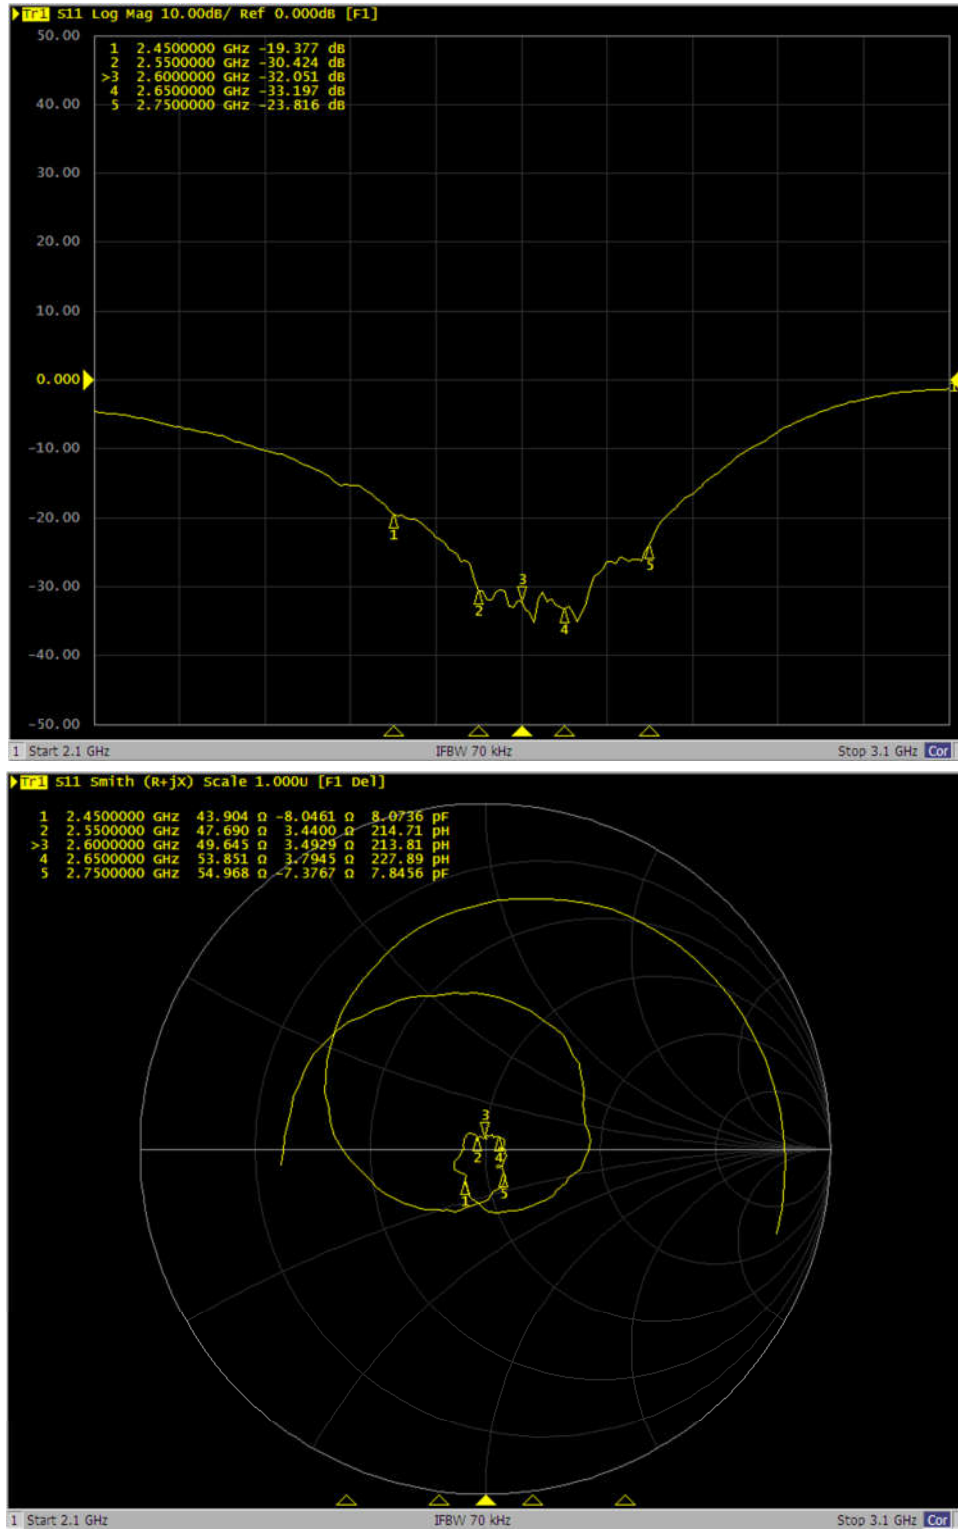 Tr1 S11 Log Mag 10.00dB/ Ref 0.000dB [F1]
50.00
1 2.4500000 GHz -19.377 dB
2 2.5500000 GHz -30.424 dB
>3 2.6000000 GHz -32.051 dB
4 2.6500000 GHz -33.197 dB
5 2.7500000 GHz -23.816 dB
40.00
30.00
20.00
10.00
0.000
1
-10.00
-20.00
1
-30.00
2
3
4
5
-40.00
-50.00
1 Start 2.1 GHz IFBW 70 kHz Stop 3.1 GHz Cor
Tr1 S11 Smith (R+jX) Scale 1.000U [F1 Del]
1 2.4500000 GHz 43.904 Ω -8.0461 Ω 8.0736 pF
2 2.5500000 GHz 47.690 Ω 3.4400 Ω 214.71 pH
>3 2.6000000 GHz 49.645 Ω 3.4929 Ω 213.81 pH
4 2.6500000 GHz 53.851 Ω 3.7945 Ω 227.89 pH
5 2.7500000 GHz 54.968 Ω -7.3767 Ω 7.8456 pF
3
2 4
1 5
1 Start 2.1 GHz IFBW 70 kHz Stop 3.1 GHz Cor